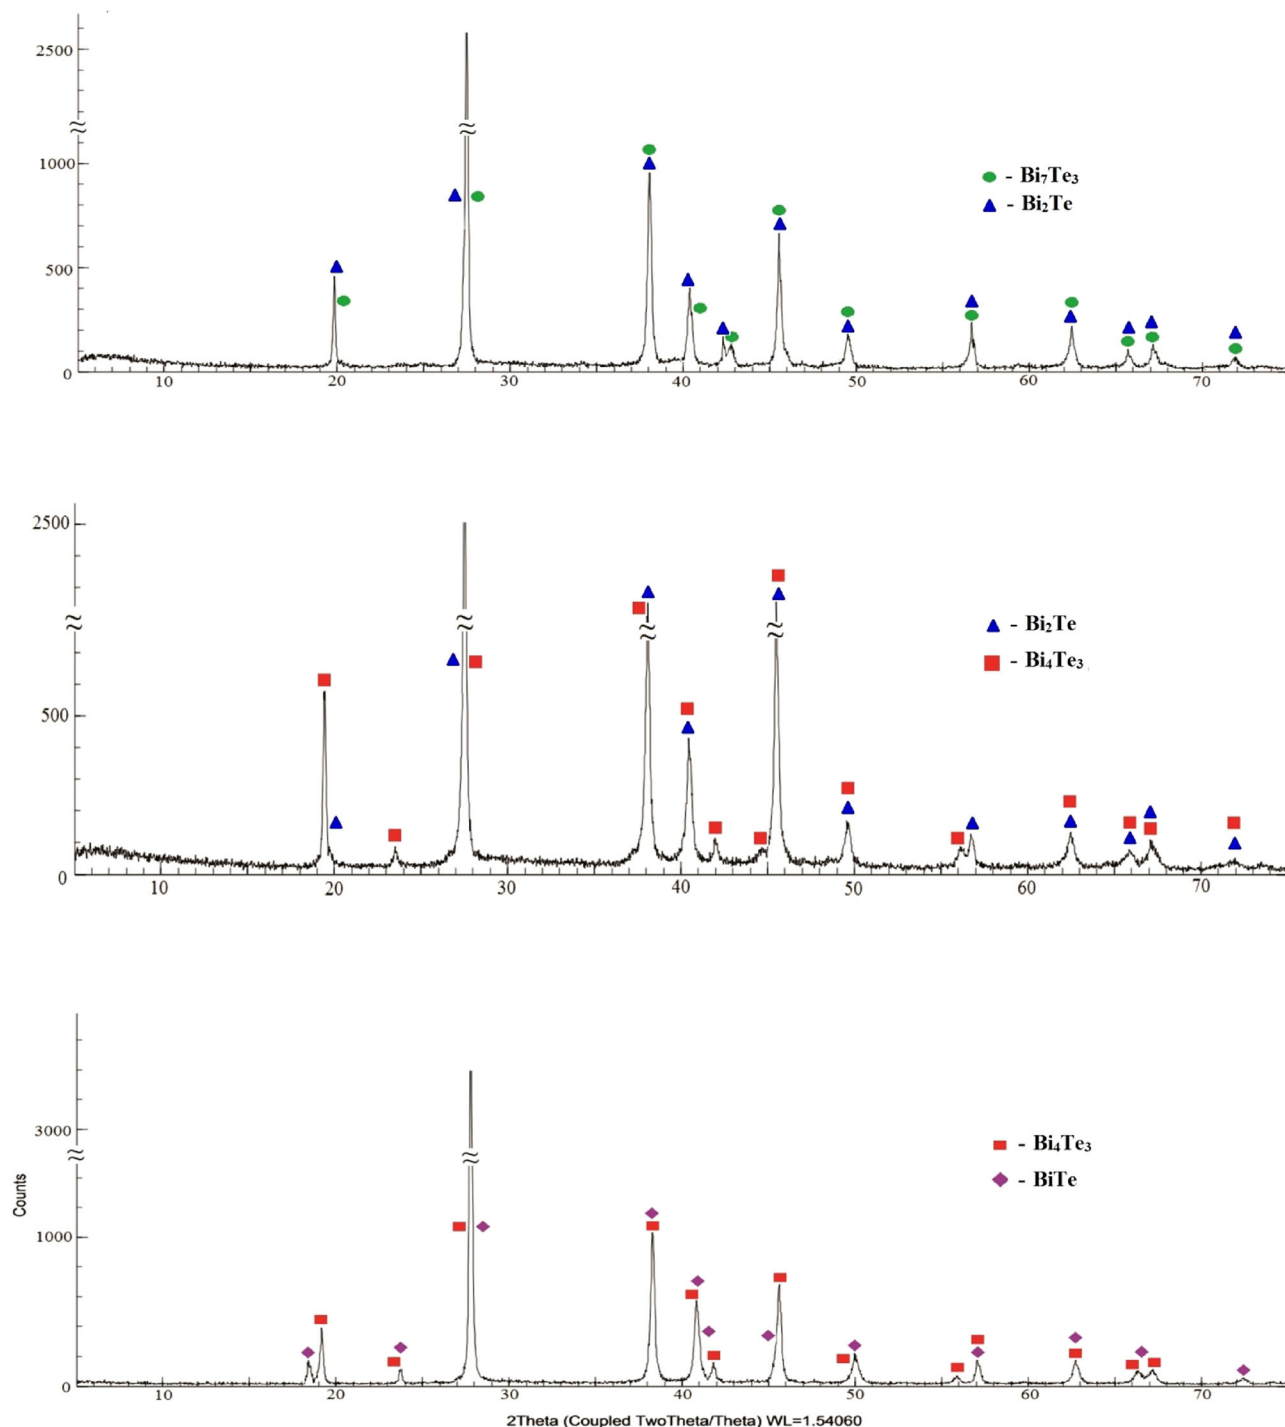 2500
1000
500
0
10 20 30 40 50 60 70
- Bi₇Te₃
- Bi₂Te
2500
500
0
10 20 30 40 50 60 70
- Bi₂Te
- Bi₄Te₃
3000
1000
0
Counts
10 20 30 40 50 60 70
- Bi₄Te₃
- BiTe
2Theta (Coupled TwoTheta/Theta) WL=1.54060